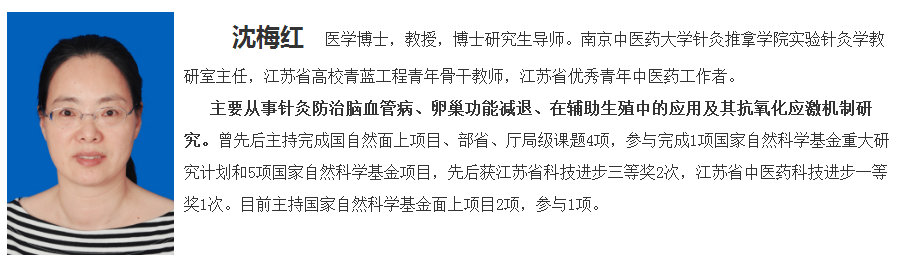 沈梅红 医学博士，教授，博士研究生导师。南京中医药大学针灸推拿学院实验针灸学教
研室主任，江苏省高校青蓝工程青年骨干教师，江苏省优秀青年中医药工作者。
主要从事针灸防治脑血管病、卵巢功能减退、在辅助生殖中的应用及其抗氧化应激机制研
究。曾先后主持完成国自然面上项目、部省、厅局级课题4项，参与完成1项国家自然科学基金重大研
究计划和5项国家自然科学基金项目，先后获江苏省科技进步三等奖2次，江苏省中医药科技进步一等
奖1次。目前主持国家自然科学基金面上项目2项，参与1项。